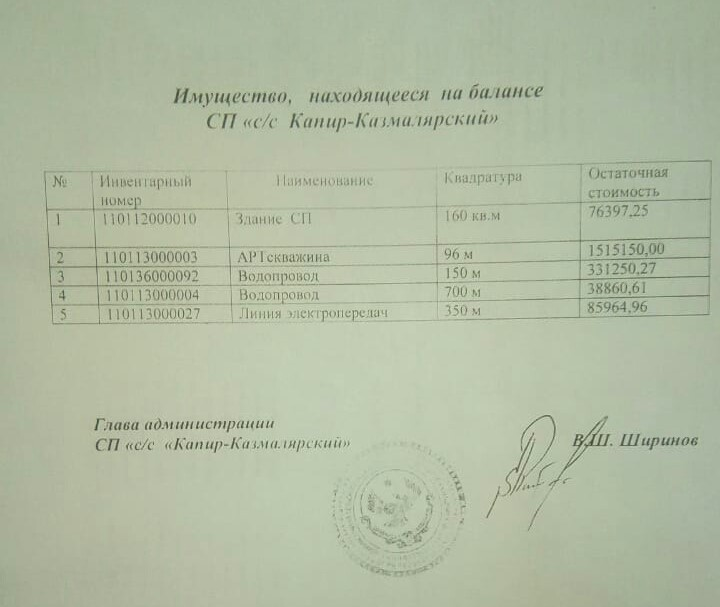 Имущество, находящееся на балансе
СП «с/с Капир-Казмалярский»
№ Инвентарный номер Наименование Квадратура Остаточная стоимость
1 110112000010 Здание СП 160 кв.м 76397,25
2 110113000003 АРТскважина 96 м 1515150,00
3 110136000092 Водопровод 150 м 331250,27
4 110113000004 Водопровод 700 м 38860,61
5 110113000027 Линия электропередач 350 м 85964,96
Глава администрации
СП «с/с «Капир-Казмалярский» В.Ш. Ширинов